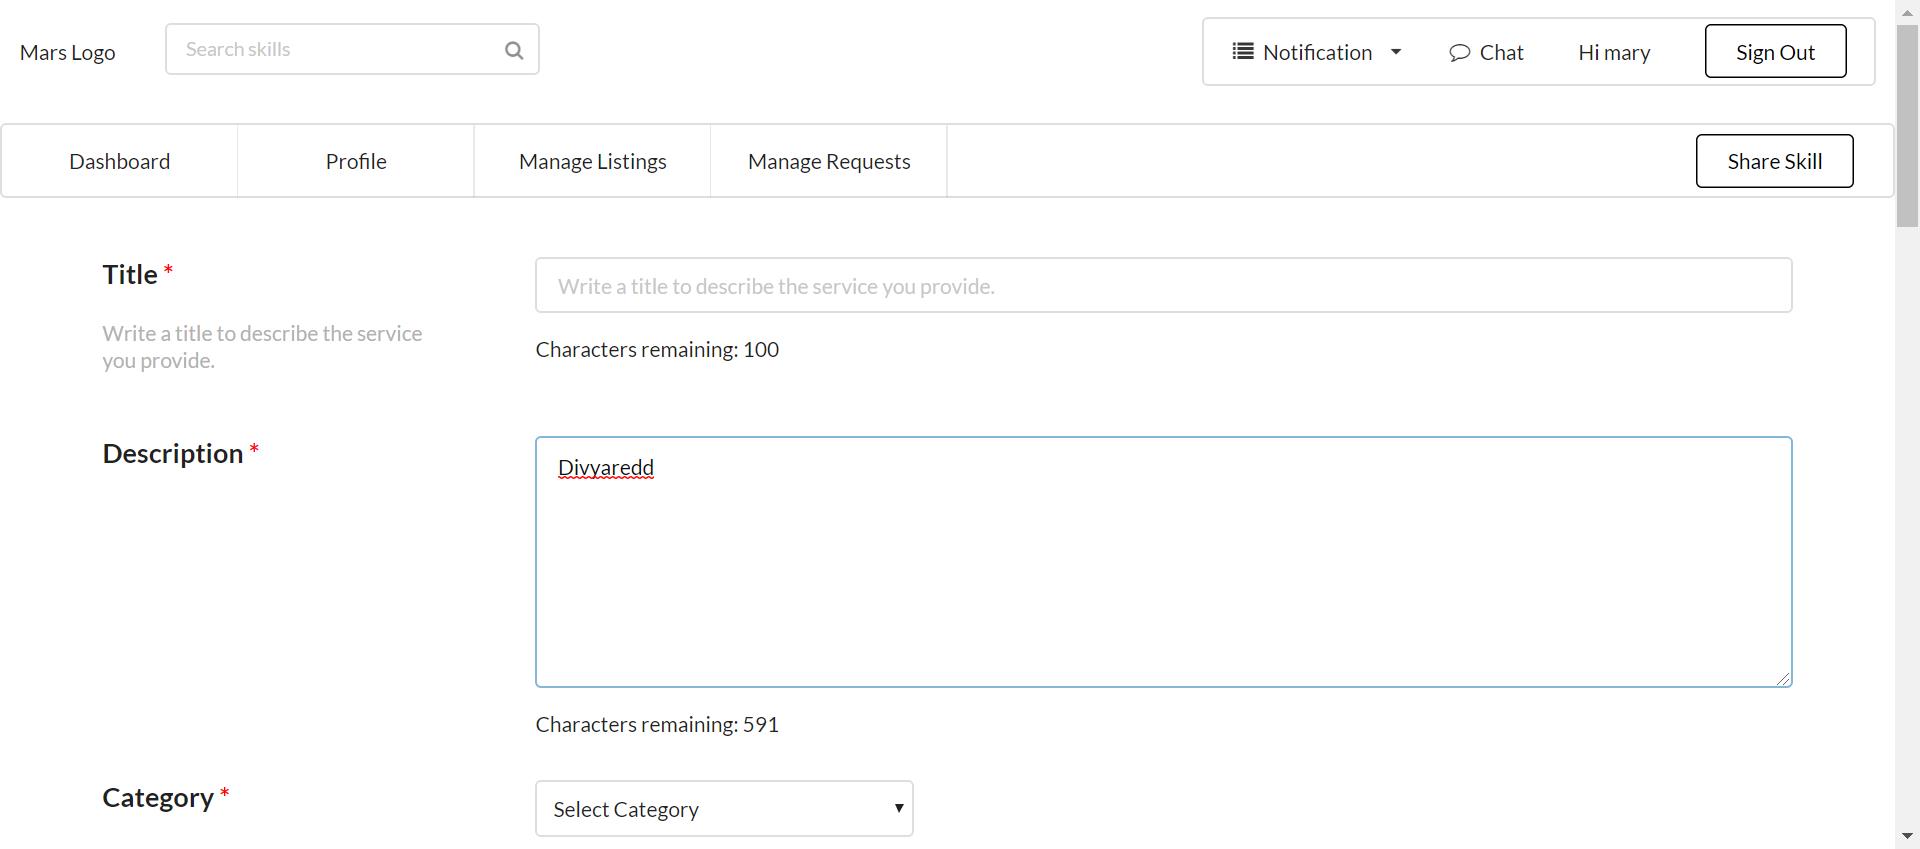 Mars Logo
Search skills
Notification
Chat
Hi mary
Sign Out
Dashboard
Profile
Manage Listings
Manage Requests
Share Skill
Title *
Write a title to describe the service
you provide.
Write a title to describe the service you provide.
Characters remaining: 100
Description *
Divyaredd
Characters remaining: 591
Category *
Select Category